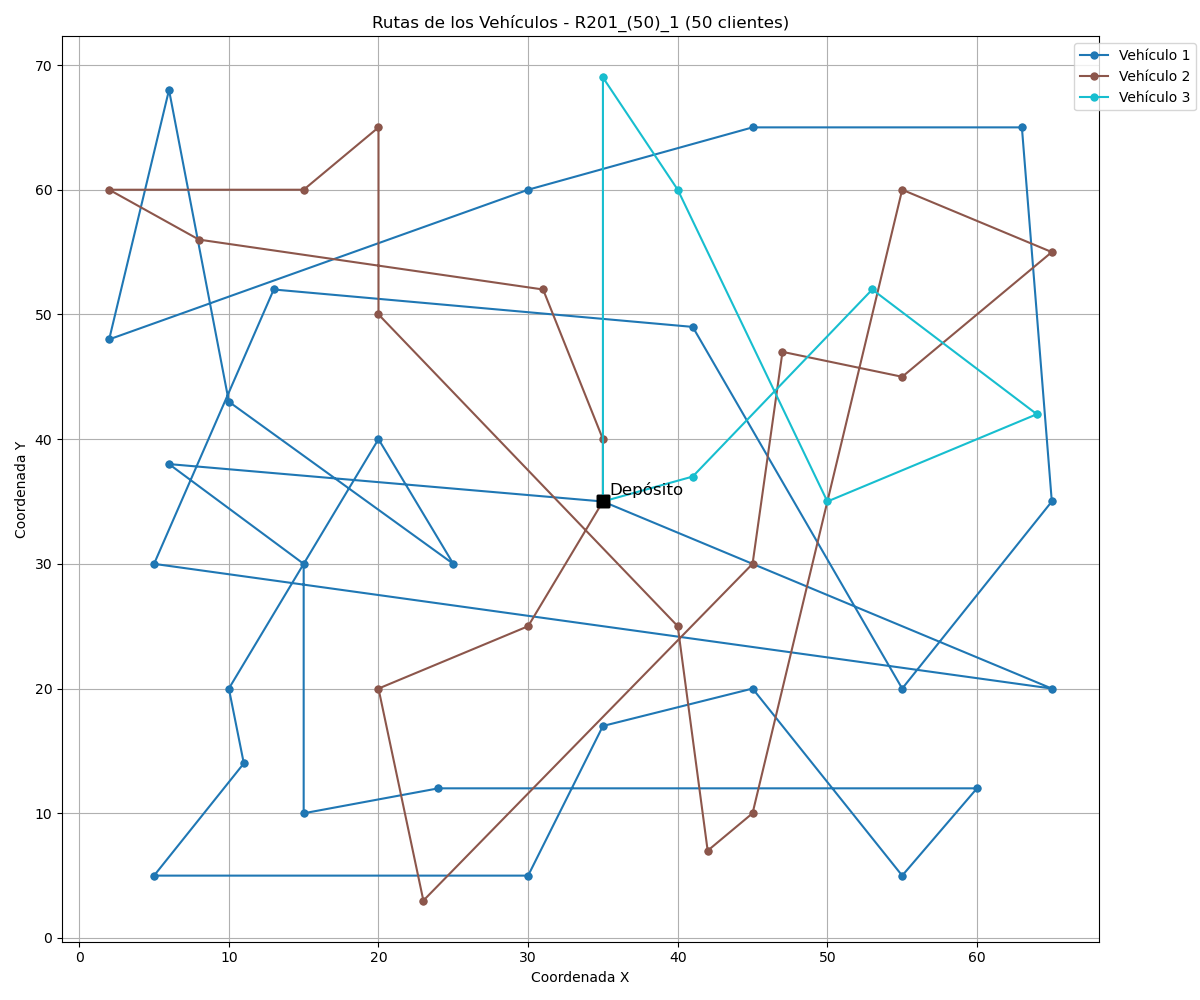 Rutas de los Vehículos - R201_(50)_1 (50 clientes)
Vehículo 1
Vehículo 2
Vehículo 3
70
60
50
40
30
20
10
0
Coordenada Y
Depósito
0 10 20 30 40 50 60
Coordenada X